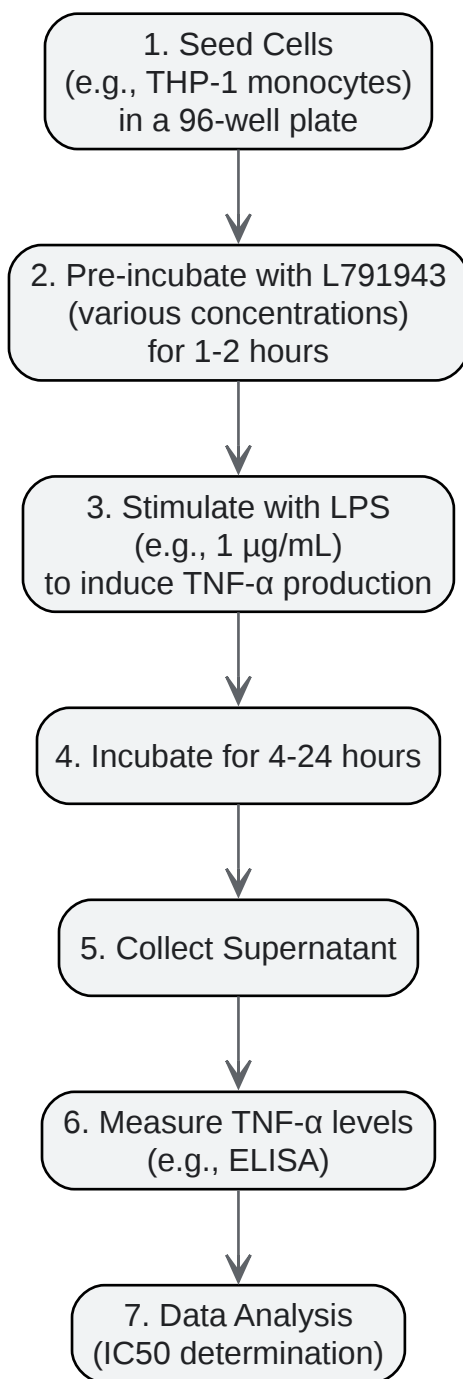 1. Seed Cells
(e.g., THP-1 monocytes)
in a 96-well plate
2. Pre-incubate with L791943
(various concentrations)
for 1-2 hours
3. Stimulate with LPS
(e.g., 1 µg/mL)
to induce TNF-α production
4. Incubate for 4-24 hours
5. Collect Supernatant
6. Measure TNF-α levels
(e.g., ELISA)
7. Data Analysis
(IC50 determination)